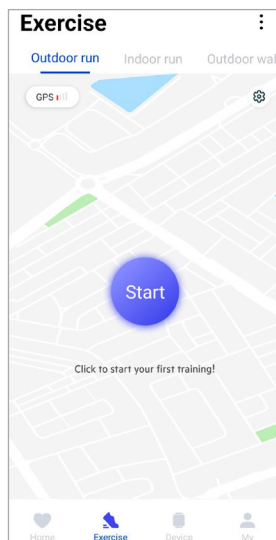 Exercise
Outdoor run Indoor run Outdoor wal
GPS
Start
Click to start your first training!
Home Exercise Device My